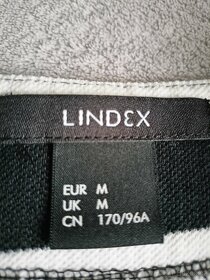 LINDEX
EUR M
UK M
CN 170/96A